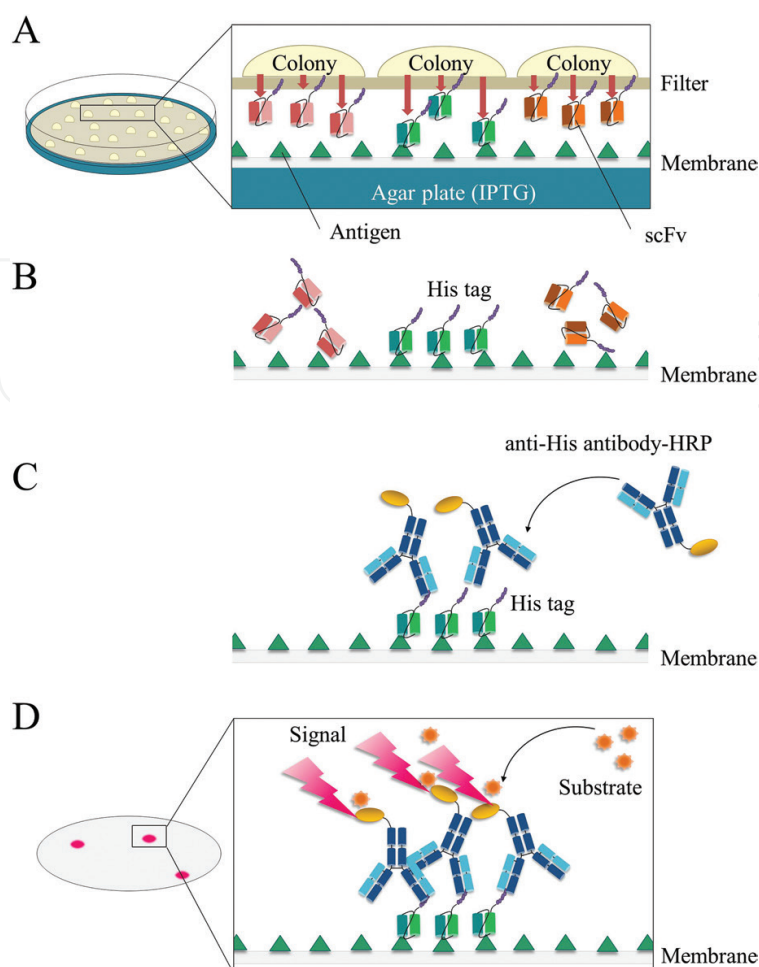 A
Colony Colony Colony
Filter
Membrane
Agar plate (IPTG)
Antigen
scFv
B
His tag
Membrane
anti-His antibody-HRP
C
His tag
Membrane
D
Signal
Substrate
Membrane